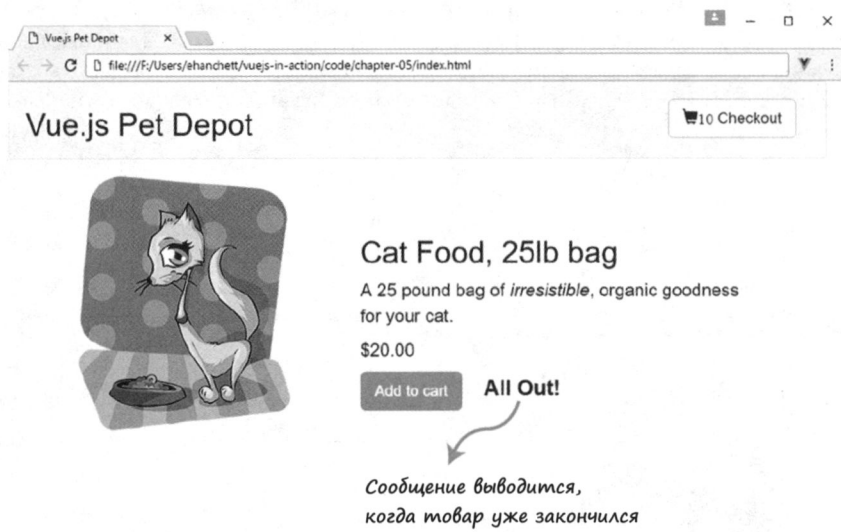 Vue.js Pet Depot
file:///F:/Users/ehanchett/vuejs-in-action/code/chapter-05/index.html
Vue.js Pet Depot
10 Checkout
Cat Food, 25lb bag
A 25 pound bag of irresistible, organic goodness
for your cat.
$20.00
Add to cart
All Out!
Сообщение выводится,
когда товар уже закончился